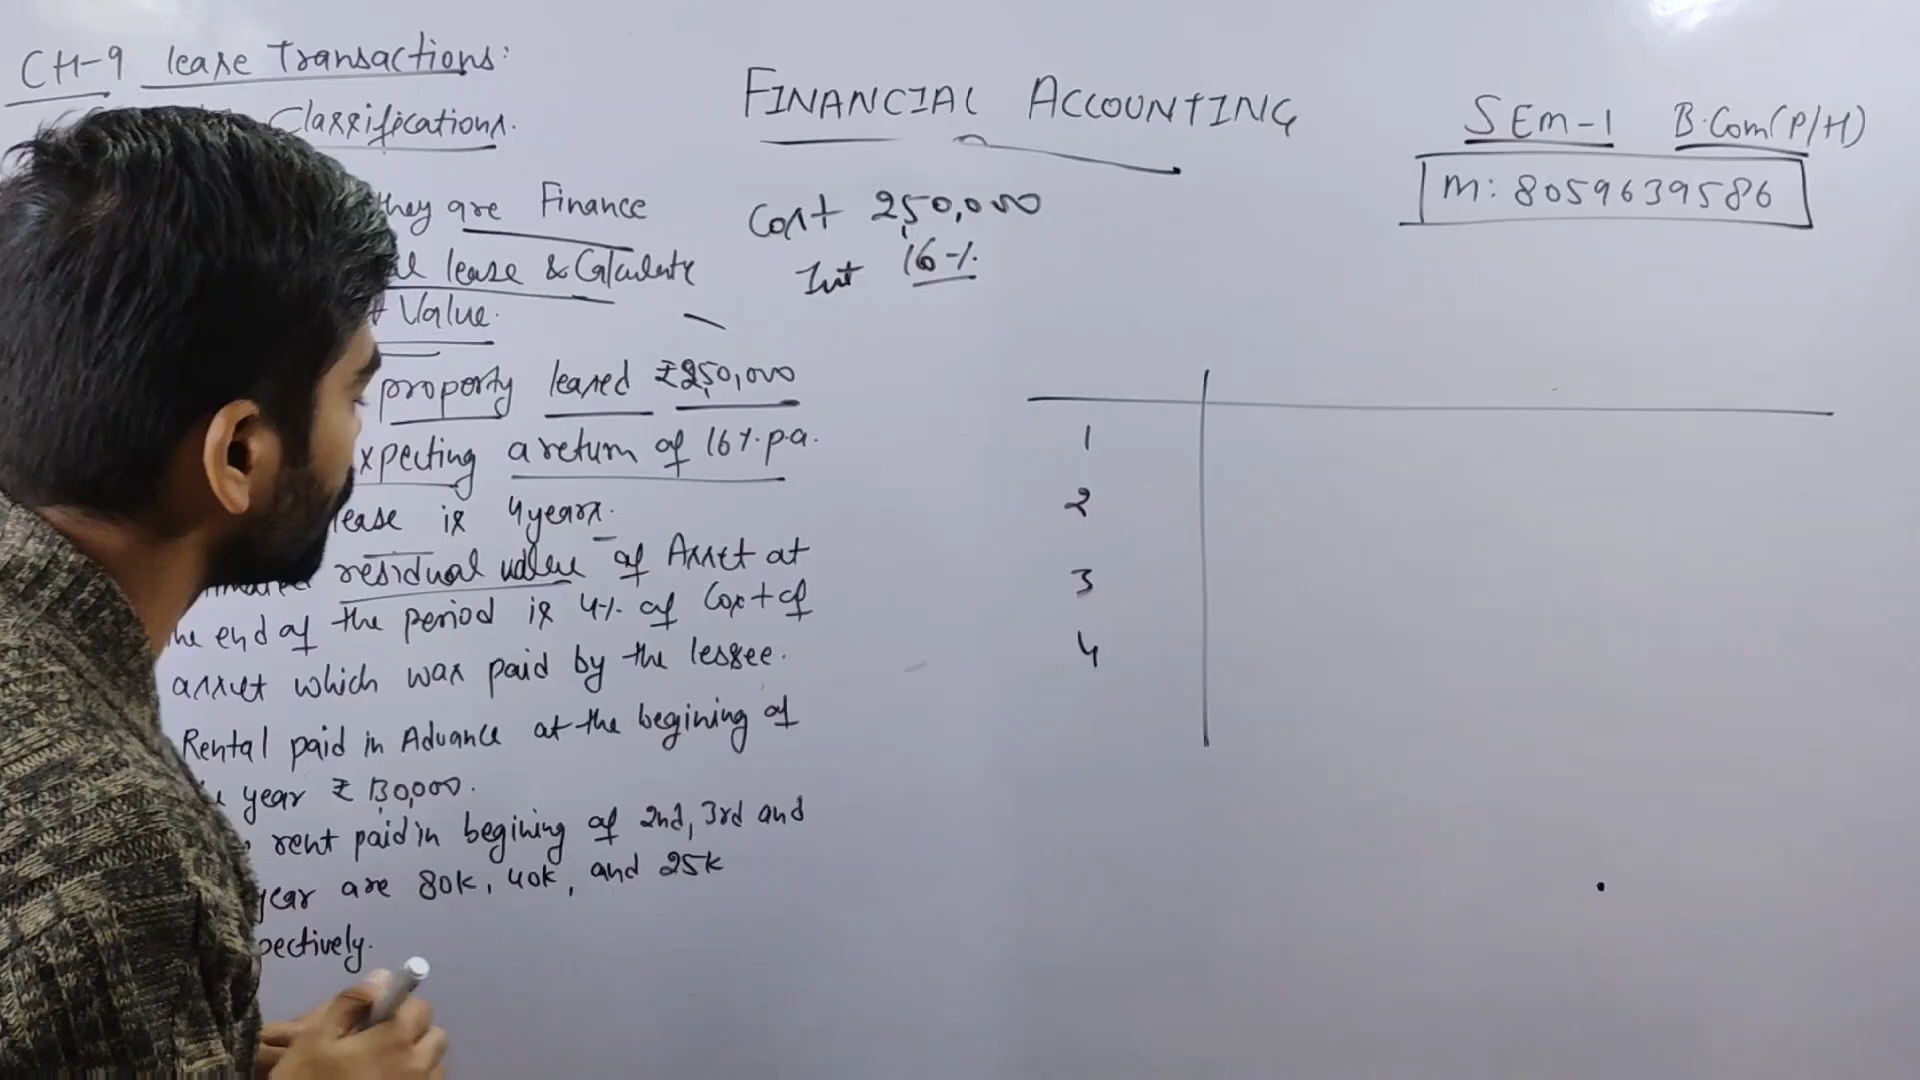 CH-9 lease Transactions:
Classifications.
they are Finance
lease & Calculate
Value.
property leased ₹250,000
expecting a return of 16%.p.a.
lease is 4 years.
residual value of Asset at
the end of the period is 4% of Cost of
asset which was paid by the lessee.
Rental paid in Advance at the begining of
year ₹ 130,000.
rent paid in begining of 2nd, 3rd and
year are 80k, 40k, and 25k
pectively.
FINANCIAL ACCOUNTING
Cost 250,000
Int 16%
SEM-1 B.Com(P/H)
M: 8059639586
1
2
3
4